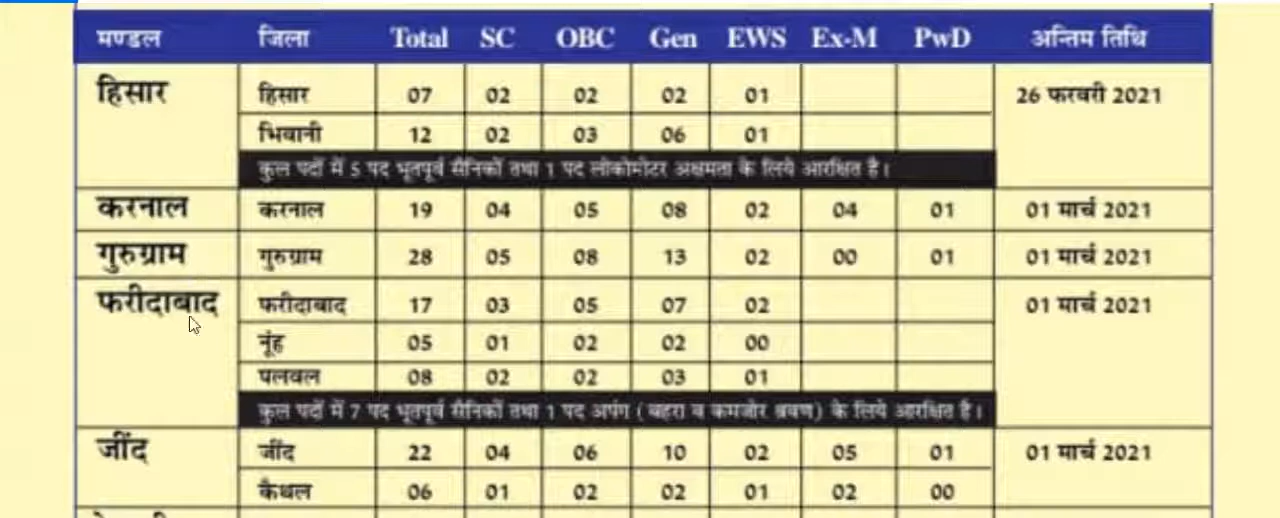 मण्डल जिला Total SC OBC Gen EWS Ex-M PwD अन्तिम तिथि
हिसार हिसार 07 02 02 02 01 26 फरवरी 2021
भिवानी 12 02 03 06 01
कुल पदों में 5 पद भूतपूर्व सैनिकों तथा 1 पद लोकोमोटर अक्षमता के लिये आरक्षित है।
करनाल करनाल 19 04 05 08 02 04 01 01 मार्च 2021
गुरुग्राम गुरुग्राम 28 05 08 13 02 00 01 01 मार्च 2021
फरीदाबाद फरीदाबाद 17 03 05 07 02 01 मार्च 2021
नूंह 05 01 02 02 00
पलवल 08 02 02 03 01
कुल पदों में 7 पद भूतपूर्व सैनिकों तथा 1 पद अपंग (बहरा व कमजोर श्रवण) के लिये आरक्षित है।
जींद जींद 22 04 06 10 02 05 01 01 मार्च 2021
कैथल 06 01 02 02 01 02 00